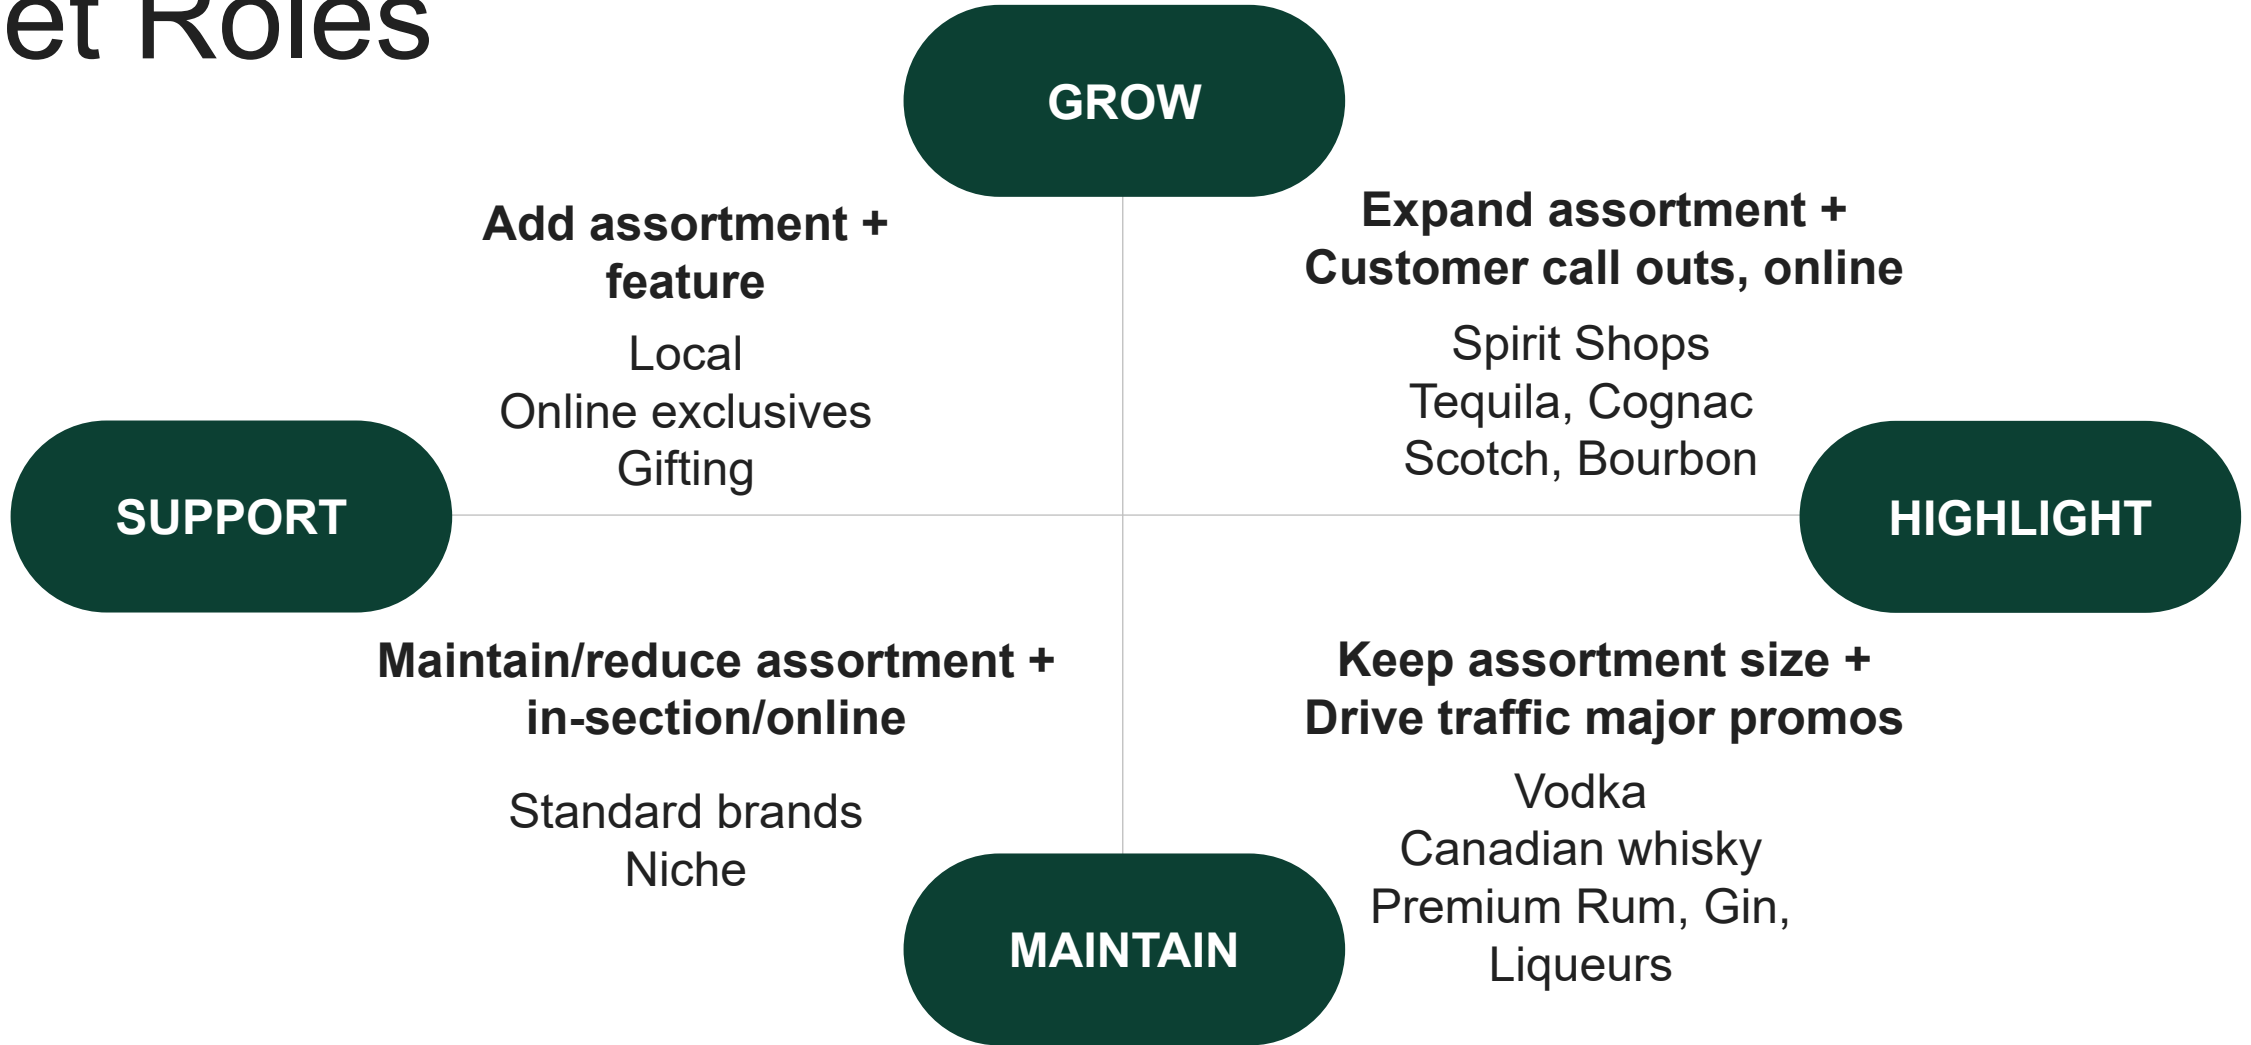 et Roles
GROW
Add assortment +
feature
Local
Online exclusives
Gifting
Expand assortment +
Customer call outs, online
Spirit Shops
Tequila, Cognac
Scotch, Bourbon
SUPPORT
HIGHLIGHT
Maintain/reduce assortment +
in-section/online
Standard brands
Niche
Keep assortment size +
Drive traffic major promos
Vodka
Canadian whisky
Premium Rum, Gin,
Liqueurs
MAINTAIN